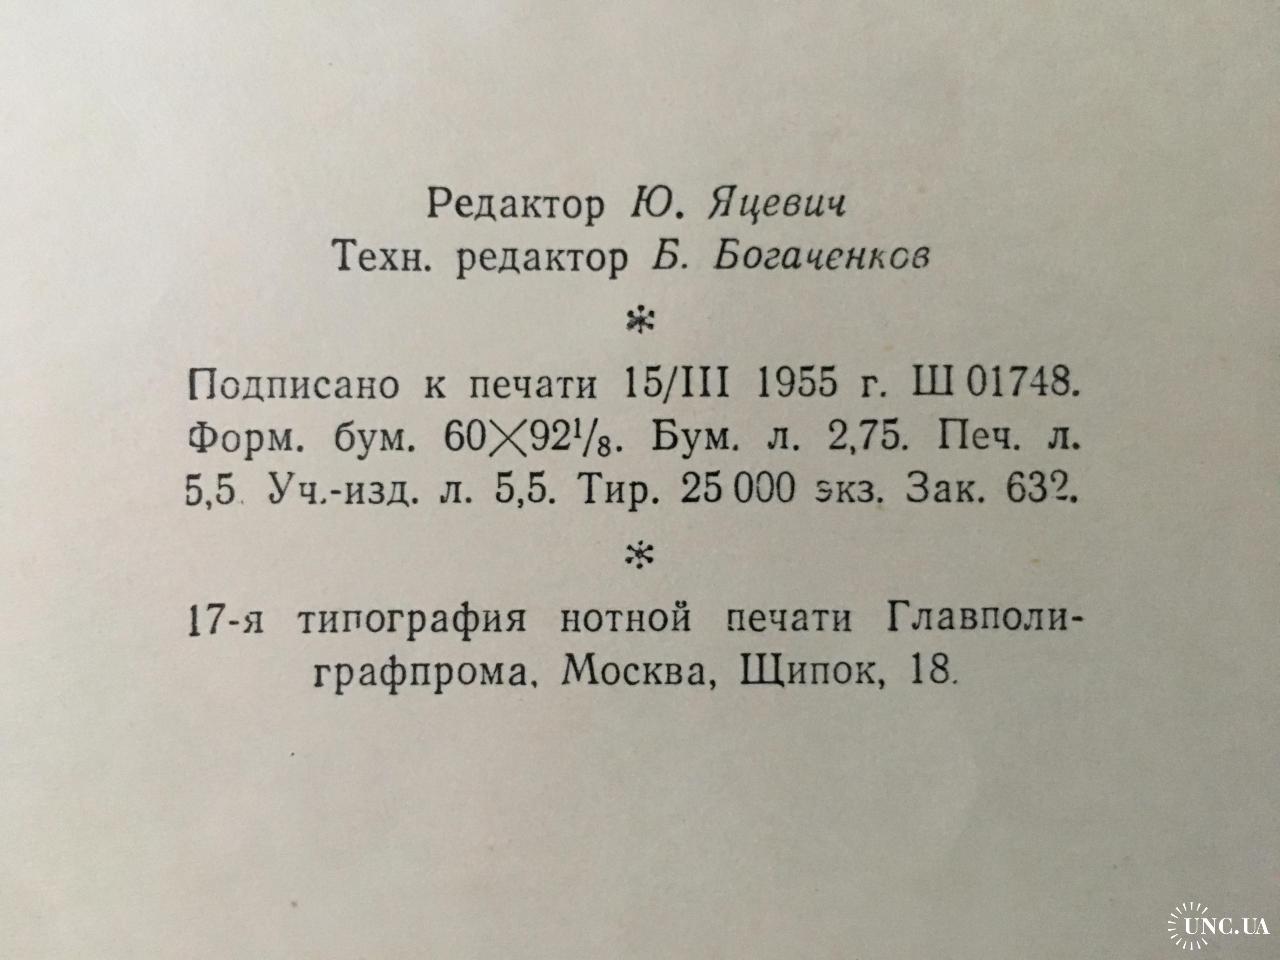 Редактор Ю. Яцевич
Техн. редактор Б. Богаченков
*
Подписано к печати 15/III 1955 г. Ш 01748.
Форм. бум. 60×92⅛. Бум. л. 2,75. Печ. л.
5,5. Уч.-изд. л. 5,5. Тир. 25 000 экз. Зак. 632.
*
17-я типография нотной печати Главполи-
графпрома, Москва, Щипок, 18.
UNC.UA